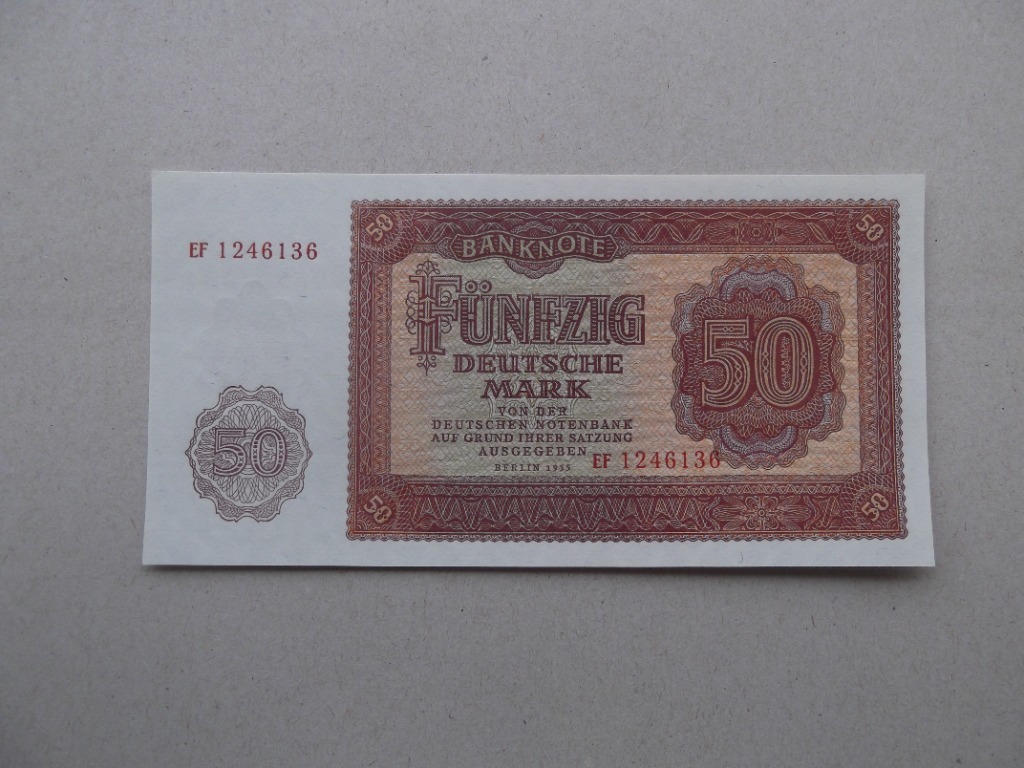 50 50
BANKNOTE
EF 1246136
FÜNFZIG
DEUTSCHE
MARK
50
VON DER
DEUTSCHEN NOTENBANK
AUF GRUND IHRER SATZUNG
AUSGEGEBEN
BERLIN 1955
EF 1246136
50
50 50